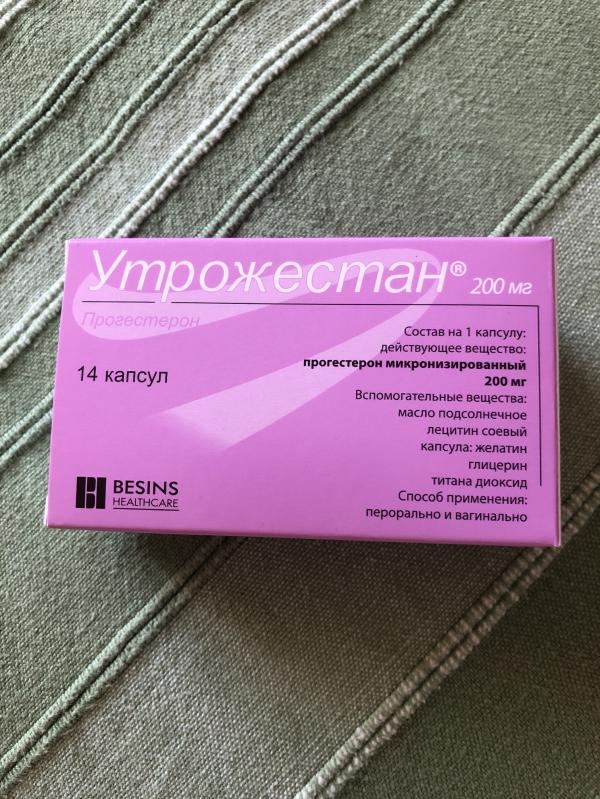 Утрожестан® 200 мг
Прогестерон
14 капсул
Состав на 1 капсулу:
действующее вещество:
прогестерон микронизированный
200 мг
Вспомогательные вещества:
масло подсолнечное
лецитин соевый
капсула: желатин
глицерин
титана диоксид
Способ применения:
перорально и вагинально
BESINS
HEALTHCARE